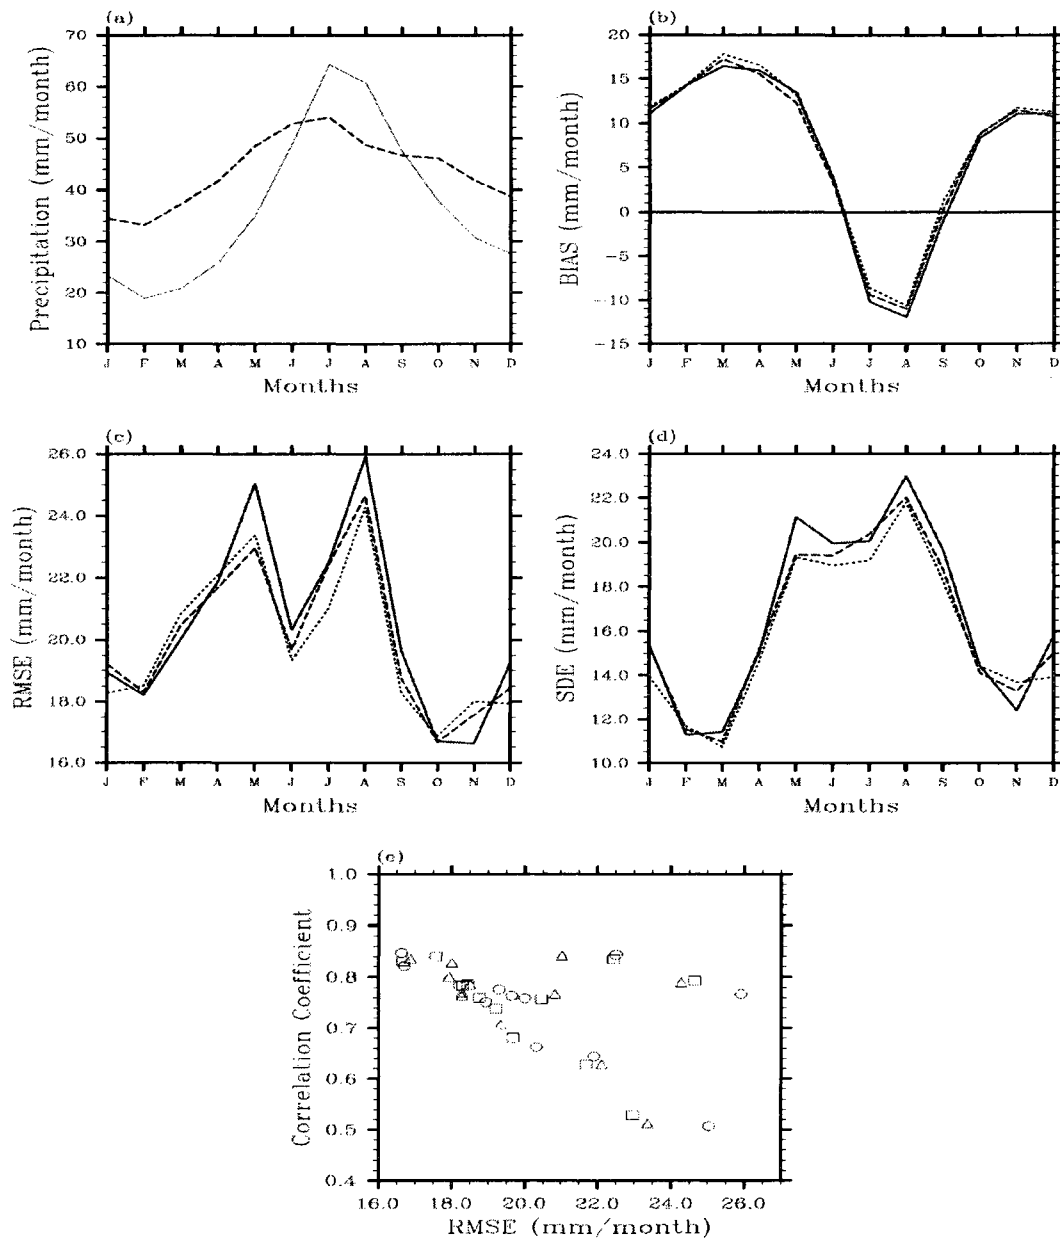 (a)
Precipitation (mm/month)
70
60
50
40
30
20
10
J F M A M J J A S O N D
Months
(b)
BIAS (mm/month)
20
15
10
5
0
−5
−10
−15
J F M A M J J A S O N D
Months
(c)
RMSE (mm/month)
26.0
24.0
22.0
20.0
18.0
16.0
J F M A M J J A S O N D
Months
(d)
SDE (mm/month)
24.0
22.0
20.0
18.0
16.0
14.0
12.0
10.0
J F M A M J J A S O N D
Months
(e)
Correlation Coefficient
1.0
0.9
0.8
0.7
0.6
0.5
0.4
16.0 18.0 20.0 22.0 24.0 26.0
RMSE (mm/month)